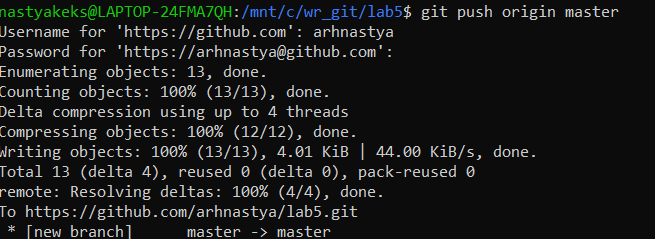 nastyakeks@LAPTOP-24FMA7QH:/mnt/c/wr_git/lab5$ git push origin master
Username for 'https://github.com': arhnastya
Password for 'https://arhnastya@github.com':
Enumerating objects: 13, done.
Counting objects: 100% (13/13), done.
Delta compression using up to 4 threads
Compressing objects: 100% (12/12), done.
Writing objects: 100% (13/13), 4.01 KiB | 44.00 KiB/s, done.
Total 13 (delta 4), reused 0 (delta 0), pack-reused 0
remote: Resolving deltas: 100% (4/4), done.
To https://github.com/arhnastya/lab5.git
 * [new branch]      master -> master